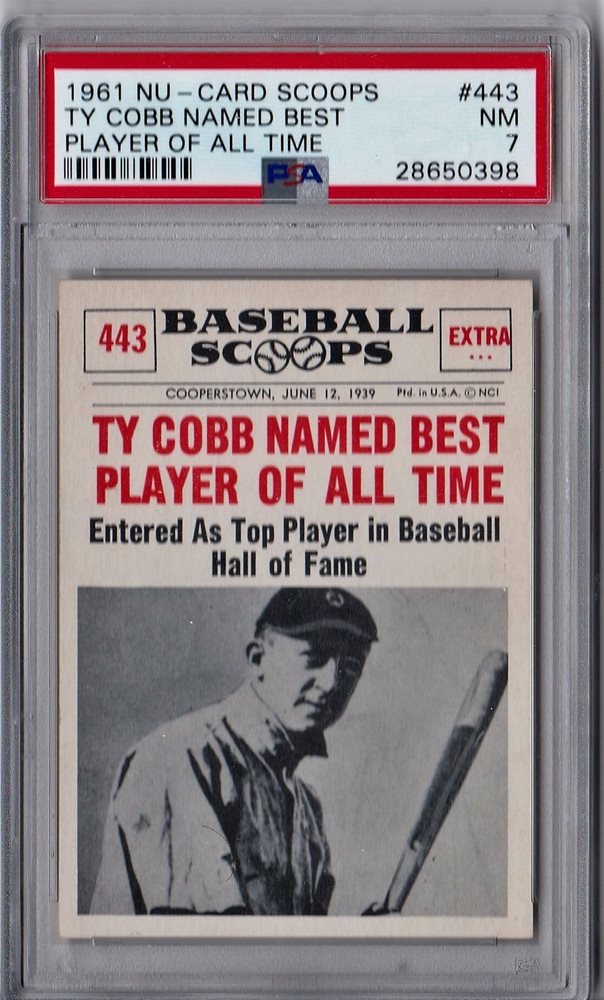 1961 NU-CARD SCOOPS #443
TY COBB NAMED BEST NM
PLAYER OF ALL TIME 7
PSA 28650398
443 BASEBALL SCOOPS EXTRA
COOPERSTOWN, JUNE 12, 1939 Ptd. in U.S.A. © NCI
TY COBB NAMED BEST
PLAYER OF ALL TIME
Entered As Top Player in Baseball
Hall of Fame